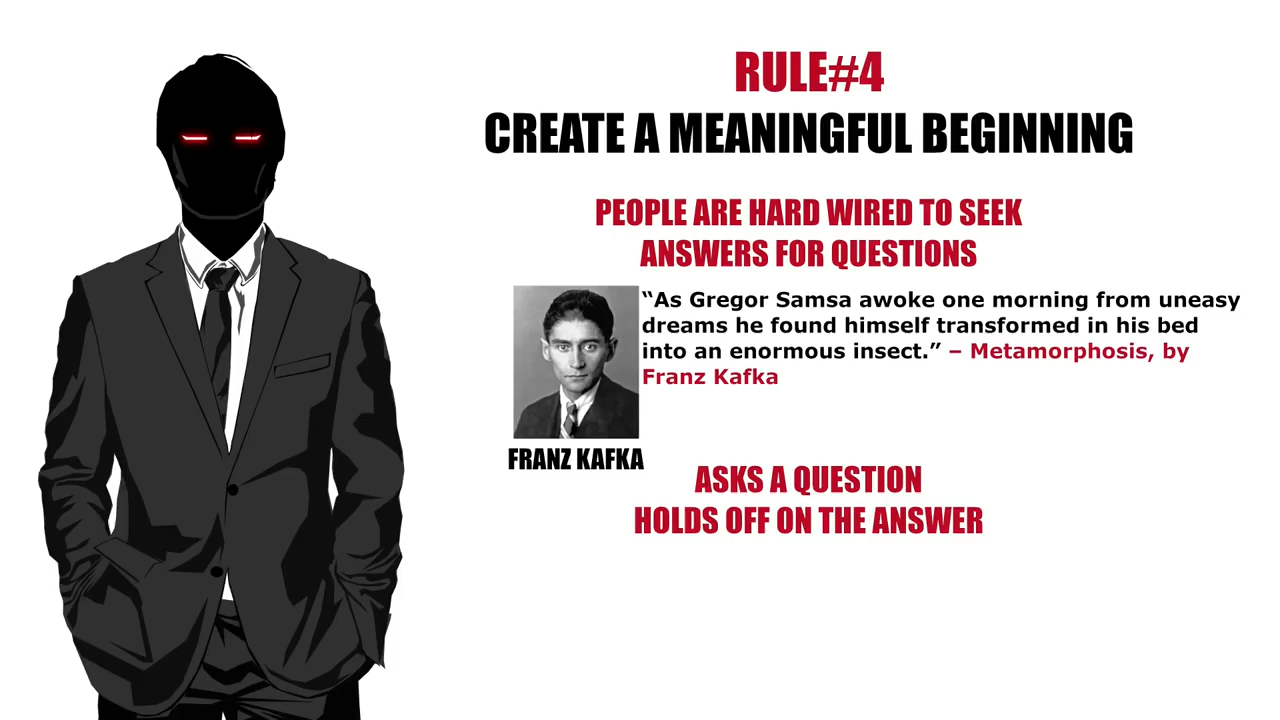 RULE#4
CREATE A MEANINGFUL BEGINNING
PEOPLE ARE HARD WIRED TO SEEK
ANSWERS FOR QUESTIONS
“As Gregor Samsa awoke one morning from uneasy
dreams he found himself transformed in his bed
into an enormous insect.” – Metamorphosis, by
Franz Kafka
FRANZ KAFKA
ASKS A QUESTION
HOLDS OFF ON THE ANSWER